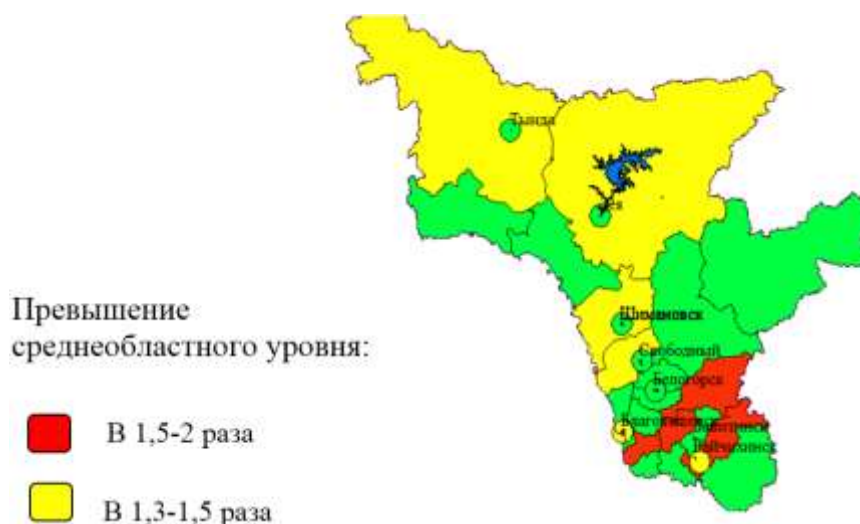 Тында
Шимановск
Свободный
Белогорск
Превышение
среднеобластного уровня:
В 1,5-2 раза
В 1,3-1,5 раза